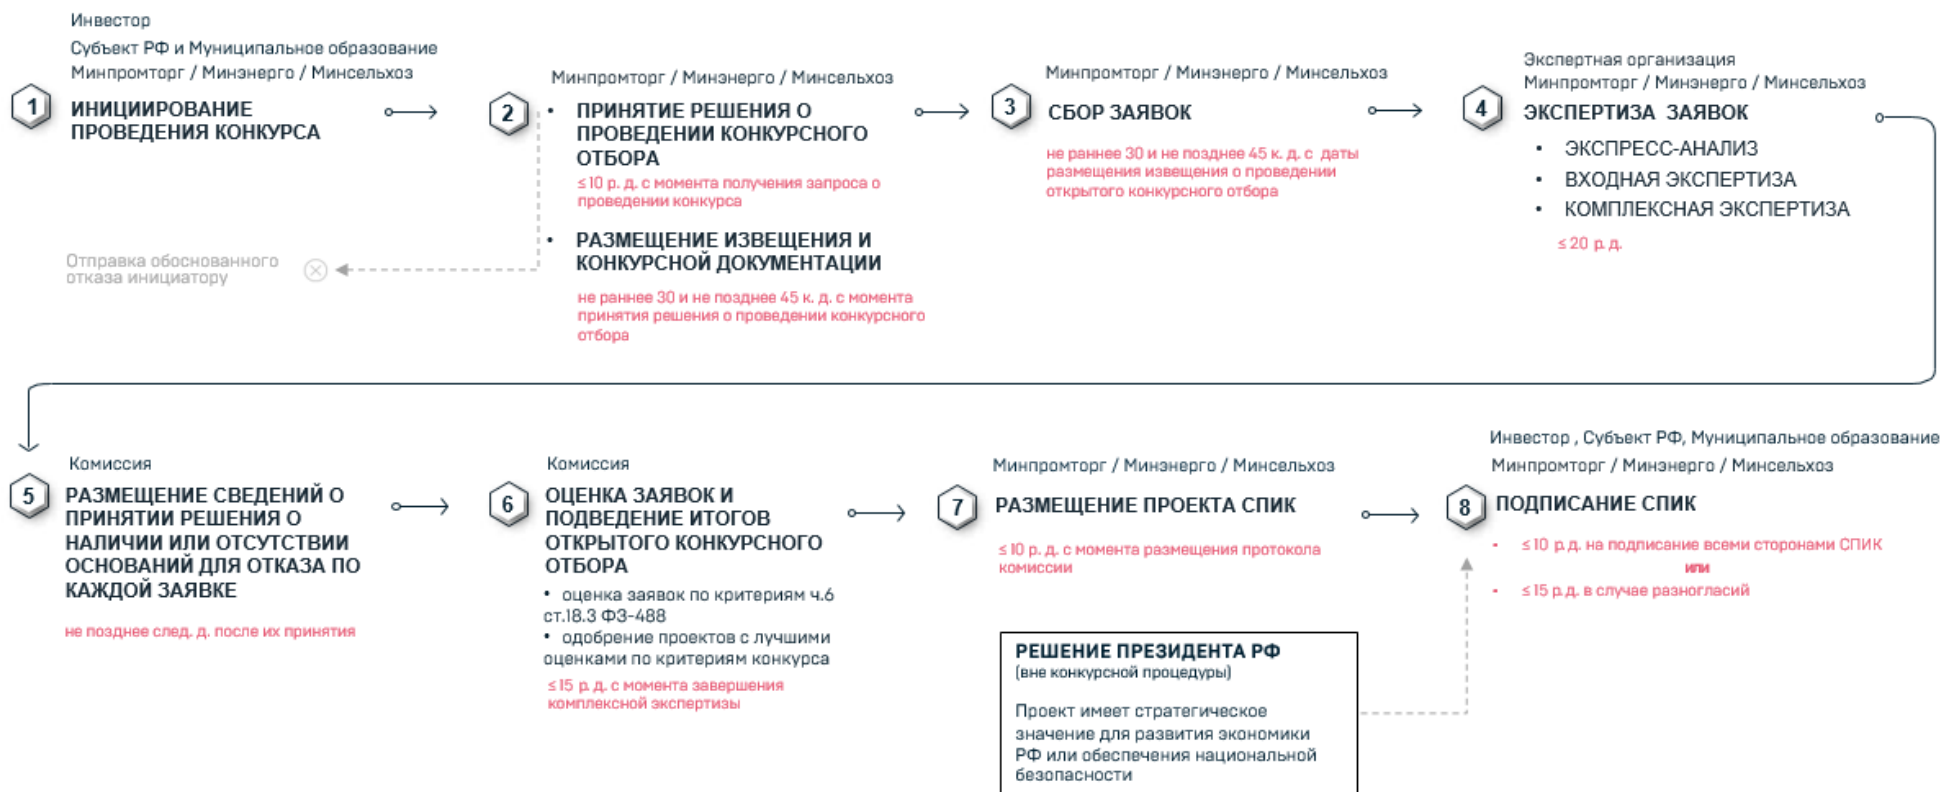 Инвестор
Субъект РФ и Муниципальное образование
Минпромторг / Минэнерго / Минсельхоз
1
ИНИЦИИРОВАНИЕ
ПРОВЕДЕНИЯ КОНКУРСА
Минпромторг / Минэнерго / Минсельхоз
2
• ПРИНЯТИЕ РЕШЕНИЯ О
ПРОВЕДЕНИИ КОНКУРСНОГО
ОТБОРА
≤ 10 р. д. с момента получения запроса о
проведении конкурса
• РАЗМЕЩЕНИЕ ИЗВЕЩЕНИЯ И
КОНКУРСНОЙ ДОКУМЕНТАЦИИ
не раннее 30 и не позднее 45 к. д. с момента
принятия решения о проведении конкурсного
отбора
Отправка обоснованного
отказа инициатору
Минпромторг / Минэнерго / Минсельхоз
3
СБОР ЗАЯВОК
не раннее 30 и не позднее 45 к. д. с даты
размещения извещения о проведении
открытого конкурсного отбора
Экспертная организация
Минпромторг / Минэнерго / Минсельхоз
4
ЭКСПЕРТИЗА ЗАЯВОК
• ЭКСПРЕСС-АНАЛИЗ
• ВХОДНАЯ ЭКСПЕРТИЗА
• КОМПЛЕКСНАЯ ЭКСПЕРТИЗА
≤ 20 р. д.
Комиссия
5
РАЗМЕЩЕНИЕ СВЕДЕНИЙ О
ПРИНЯТИИ РЕШЕНИЯ О
НАЛИЧИИ ИЛИ ОТСУТСТВИИ
ОСНОВАНИЙ ДЛЯ ОТКАЗА ПО
КАЖДОЙ ЗАЯВКЕ
не позднее след. д. после их принятия
Комиссия
6
ОЦЕНКА ЗАЯВОК И
ПОДВЕДЕНИЕ ИТОГОВ
ОТКРЫТОГО КОНКУРСНОГО
ОТБОРА
• оценка заявок по критериям ч.6
ст.18.3 ФЗ-488
• одобрение проектов с лучшими
оценками по критериям конкурса
≤ 15 р. д. с момента завершения
комплексной экспертизы
Минпромторг / Минэнерго / Минсельхоз
7
РАЗМЕЩЕНИЕ ПРОЕКТА СПИК
≤ 10 р. д. с момента размещения протокола
комиссии
РЕШЕНИЕ ПРЕЗИДЕНТА РФ
(вне конкурсной процедуры)
Проект имеет стратегическое
значение для развития экономики
РФ или обеспечения национальной
безопасности
Инвестор , Субъект РФ, Муниципальное образование
Минпромторг / Минэнерго / Минсельхоз
8
ПОДПИСАНИЕ СПИК
- ≤ 10 р.д. на подписание всеми сторонами СПИК
или
- ≤ 15 р.д. в случае разногласий